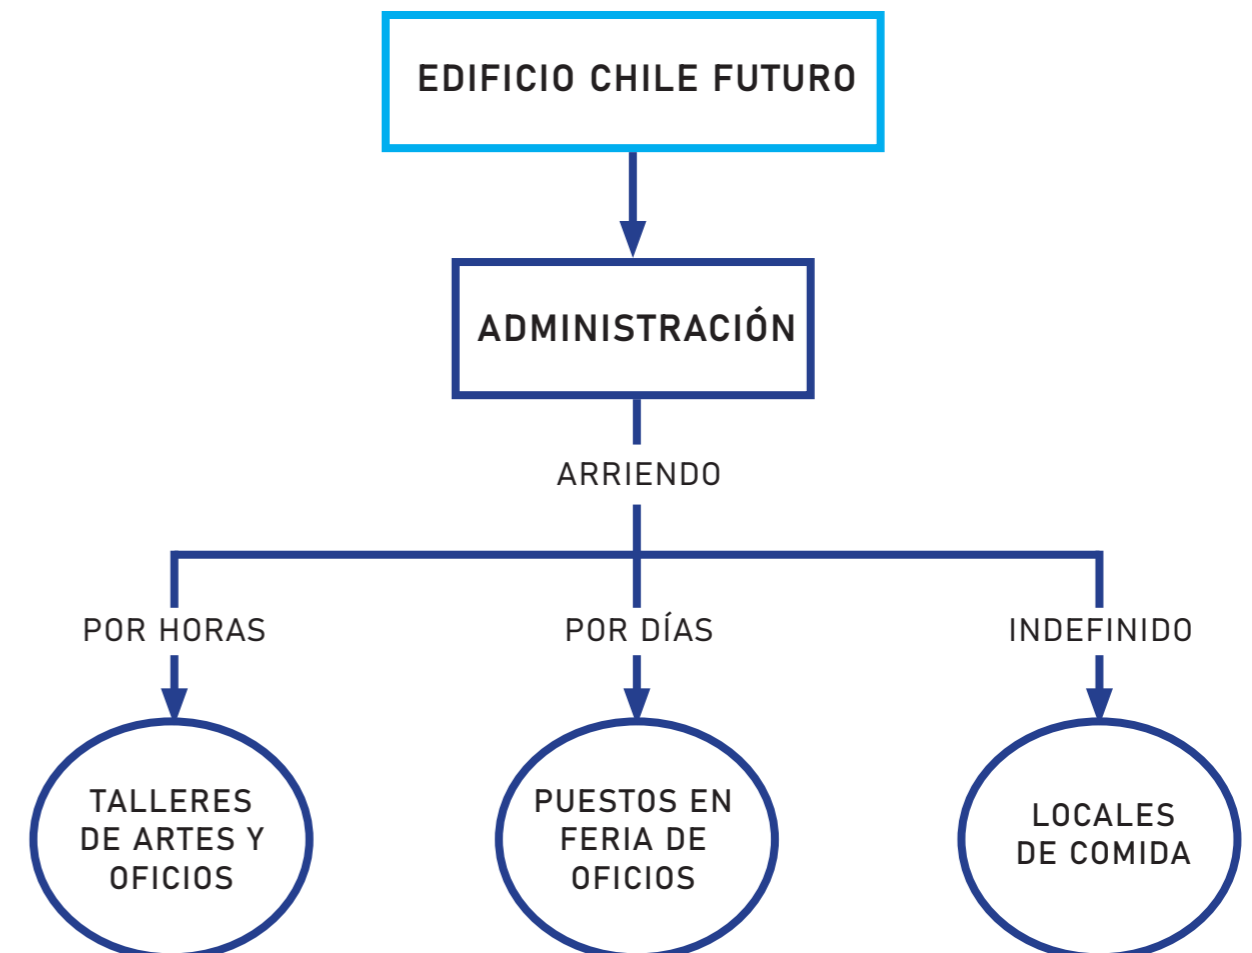 EDIFICIO CHILE FUTURO
ADMINISTRACIÓN
ARRIENDO
POR HORAS
POR DÍAS
INDEFINIDO
TALLERES
DE ARTES Y
OFICIOS
PUESTOS EN
FERIA DE
OFICIOS
LOCALES
DE COMIDA